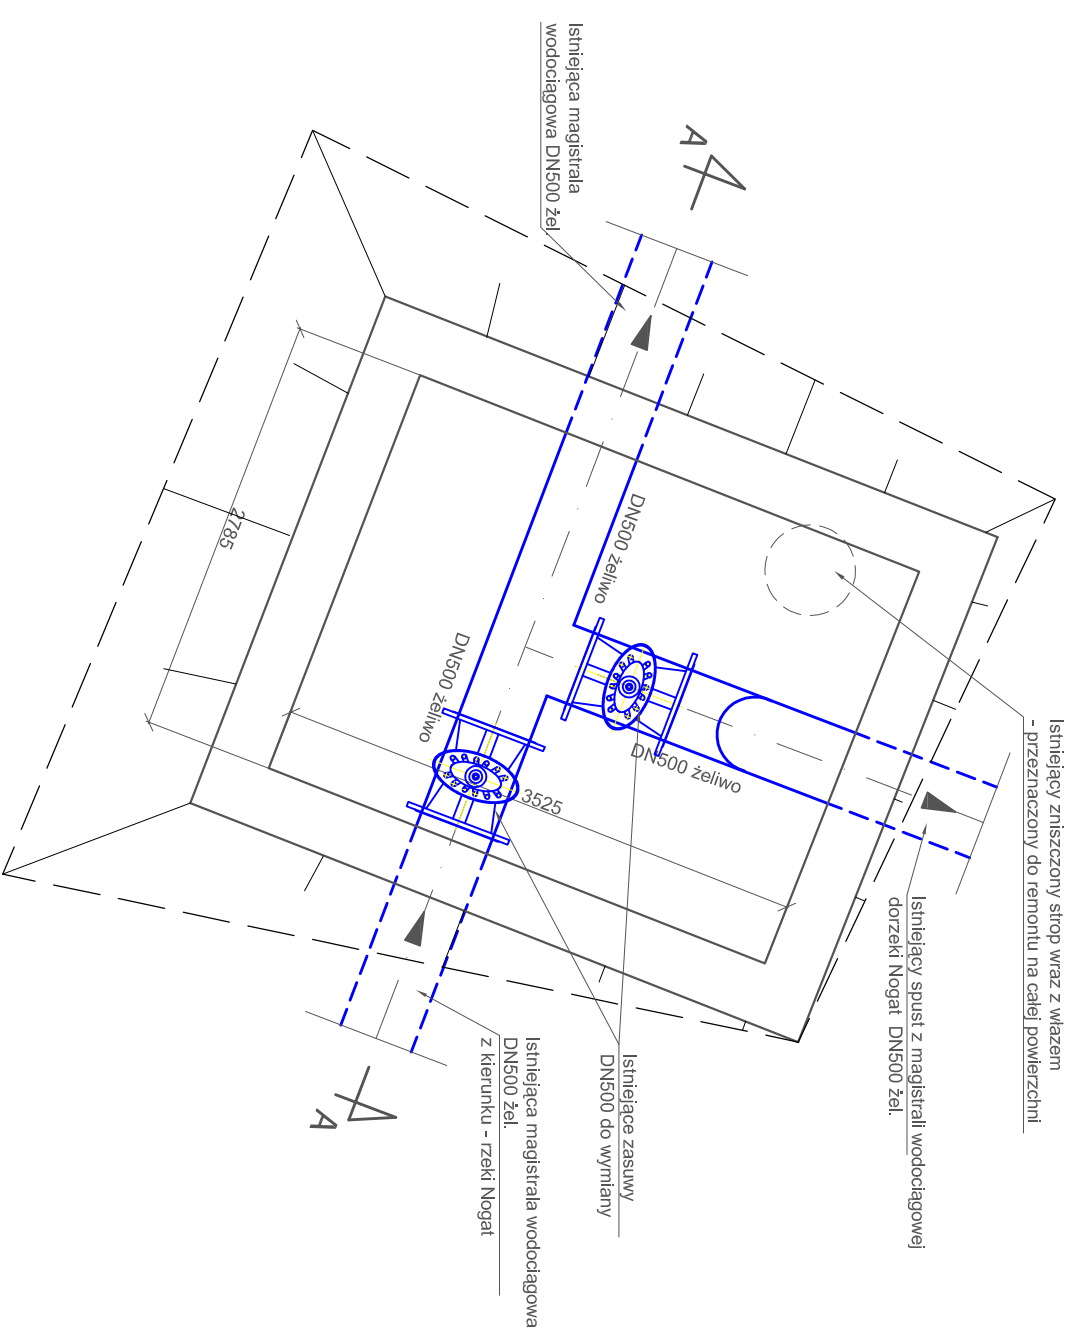 Istniejący zniszczony strop wraz z włazem
- przeznaczony do remontu na całej powierzchni
Istniejący spust z magistrali wodociągowej
dorzeki Nogat DN500 żel.
Istniejąca magistrala
wodociągowa DN500 żel.
Istniejące zasuwy
DN500 do wymiany
Istniejąca magistrala wodociągowa
DN500 żel.
z kierunku - rzeki Nogat
A
A
DN500 żeliwo
DN500 żeliwo
DN500 żeliwo
2785
3525